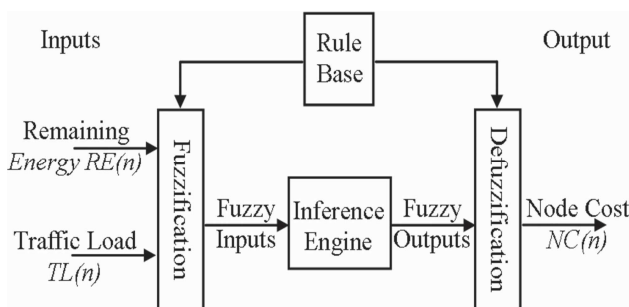 Inputs
Rule
Base
Output
Remaining
Energy RE(n)
Traffic Load
TL(n)
Fuzzification
Fuzzy
Inputs
Inference
Engine
Fuzzy
Outputs
Defuzzification
Node Cost
NC(n)